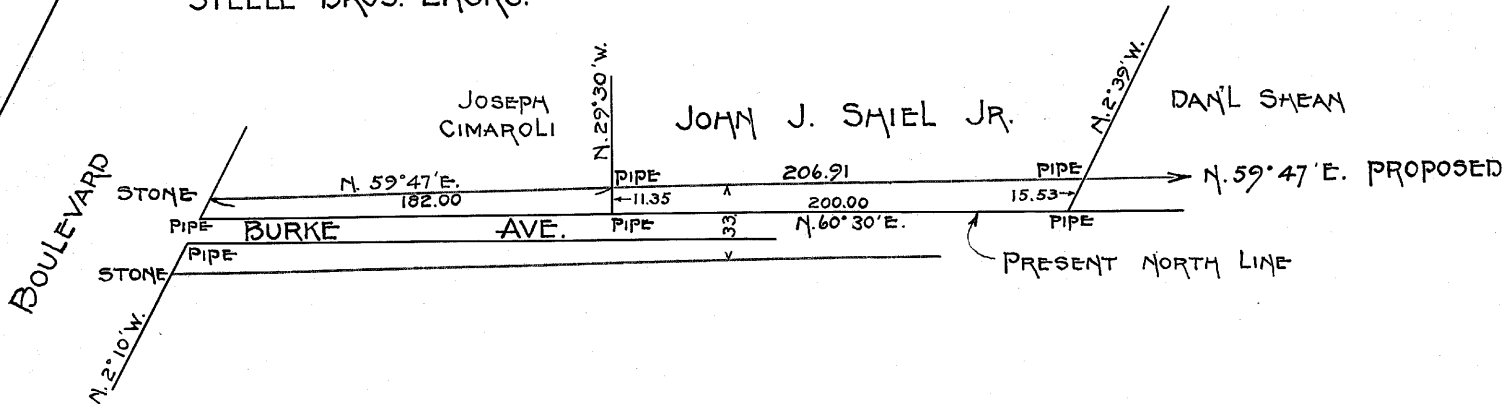 STEELE BROS.
BOULEVARD
N. 2°10'W.
STONE
PIPE
PIPE
STONE
BURKE AVE.
JOSEPH
CIMAROLI
N. 59°47'E.
182.00
N. 29°30'W.
PIPE
11.35
PIPE
33
JOHN J. SHIEL JR.
206.91
200.00
N. 60°30'E.
PIPE
15.53
PIPE
N. 2°39'W.
DAN'L SHEAN
N. 59°47'E. PROPOSED
PRESENT NORTH LINE